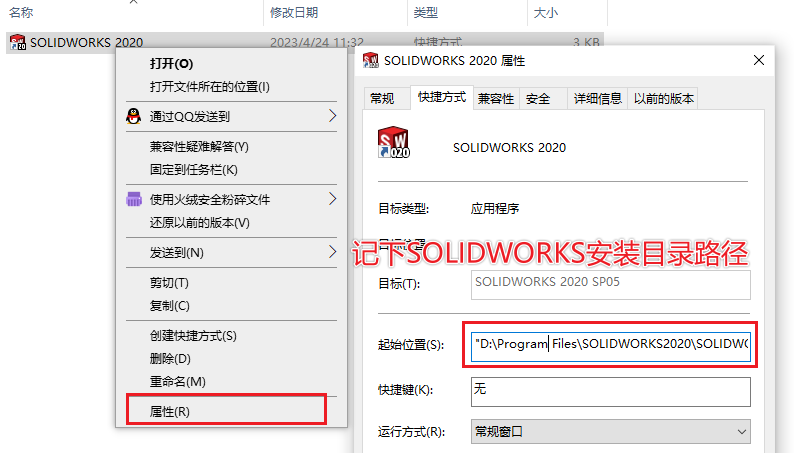 名称 修改日期 类型 大小
SOLIDWORKS 2020 2023/4/24 11:32 快捷方式 3 KB
打开(O)
打开文件所在的位置(I)
通过QQ发送到
兼容性疑难解答(Y)
固定到任务栏(K)
使用火绒安全粉碎文件
还原以前的版本(V)
发送到(N)
剪切(T)
复制(C)
创建快捷方式(S)
删除(D)
重命名(M)
属性(R)
SOLIDWORKS 2020 属性
常规 快捷方式 兼容性 安全 详细信息 以前的版本
SOLIDWORKS 2020
目标类型: 应用程序
目标位置:
记下SOLIDWORKS安装目录路径
目标(T): SOLIDWORKS 2020 SP05
起始位置(S): "D:\Program Files\SOLIDWORKS2020\SOLIDWO
快捷键(K): 无
运行方式(R): 常规窗口